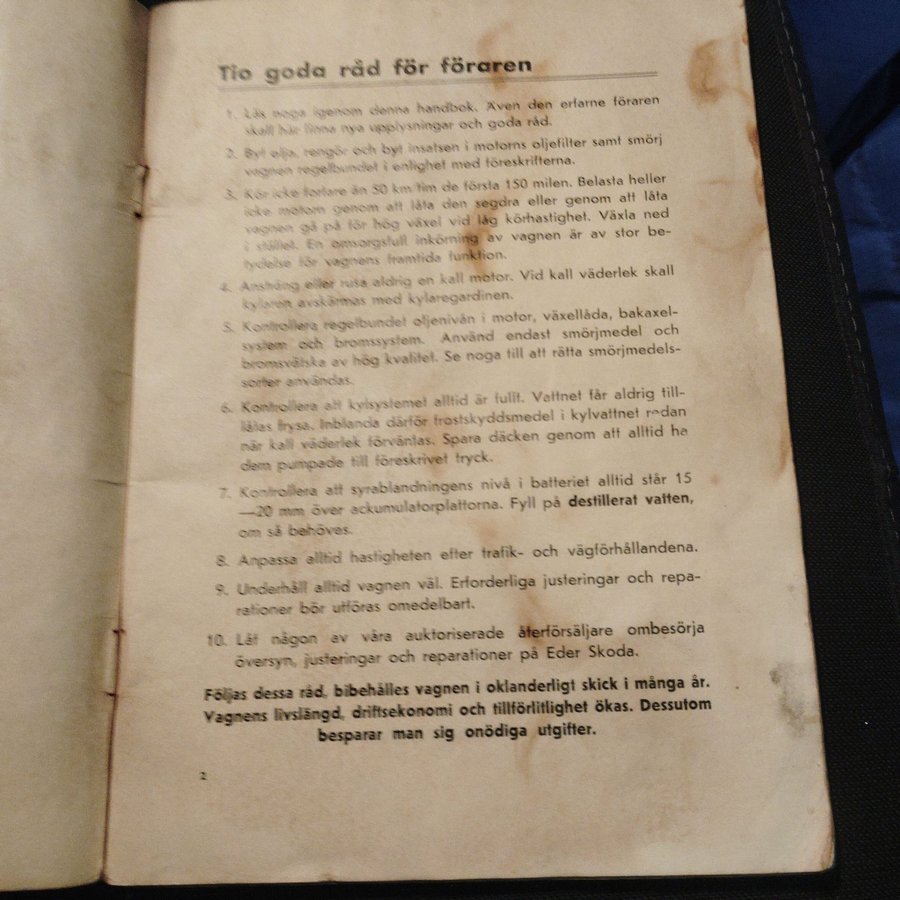 Tio goda råd för föraren
1. Läs noga igenom denna handbok. Även den erfarne föraren
skall här finna nya upplysningar och goda råd.
2. Byt olja, rengör och byt insatsen i motorns oljefilter samt smörj
vagnen regelbundet i enlighet med föreskrifterna.
3. Kör icke fortare än 50 km/tim de första 150 milen. Belasta heller
icke motorn genom att låta den segdra eller genom att låta
vagnen gå på för hög växel vid låg körhastighet. Växla ned
i stället. En omsorgsfull inkörning av vagnen är av stor be-
tydelse för vagnens framtida funktion.
4. Ansträng eller rusa aldrig en kall motor. Vid kall väderlek skall
kylaren avskärmas med kylaregardinen.
5. Kontrollera regelbundet oljenivån i motor, växellåda, bakaxel-
system och bromssystem. Använd endast smörjmedel och
bromsvätska av hög kvalitet. Se noga till att rätta smörjmedels-
sorter användas.
6. Kontrollera att kylsystemet alltid är fullt. Vattnet får aldrig till-
låtas frysa. Inblanda därför frostskyddsmedel i kylvattnet redan
när kall väderlek förväntas. Spara däcken genom att alltid ha
dem pumpade till föreskrivet tryck.
7. Kontrollera att syrablandningens nivå i batteriet alltid står 15
—20 mm över ackumulatorplattorna. Fyll på destillerat vatten,
om så behöves.
8. Anpassa alltid hastigheten efter trafik- och vägförhållandena.
9. Underhåll alltid vagnen väl. Erforderliga justeringar och repa-
rationer bör utföras omedelbart.
10. Låt någon av våra auktoriserade återförsäljare ombesörja
översyn, justeringar och reparationer på Eder Skoda.
Följas dessa råd, bibehålles vagnen i oklanderligt skick i många år.
Vagnens livslängd, driftsekonomi och tillförlitlighet ökas. Dessutom
besparar man sig onödiga utgifter.
2